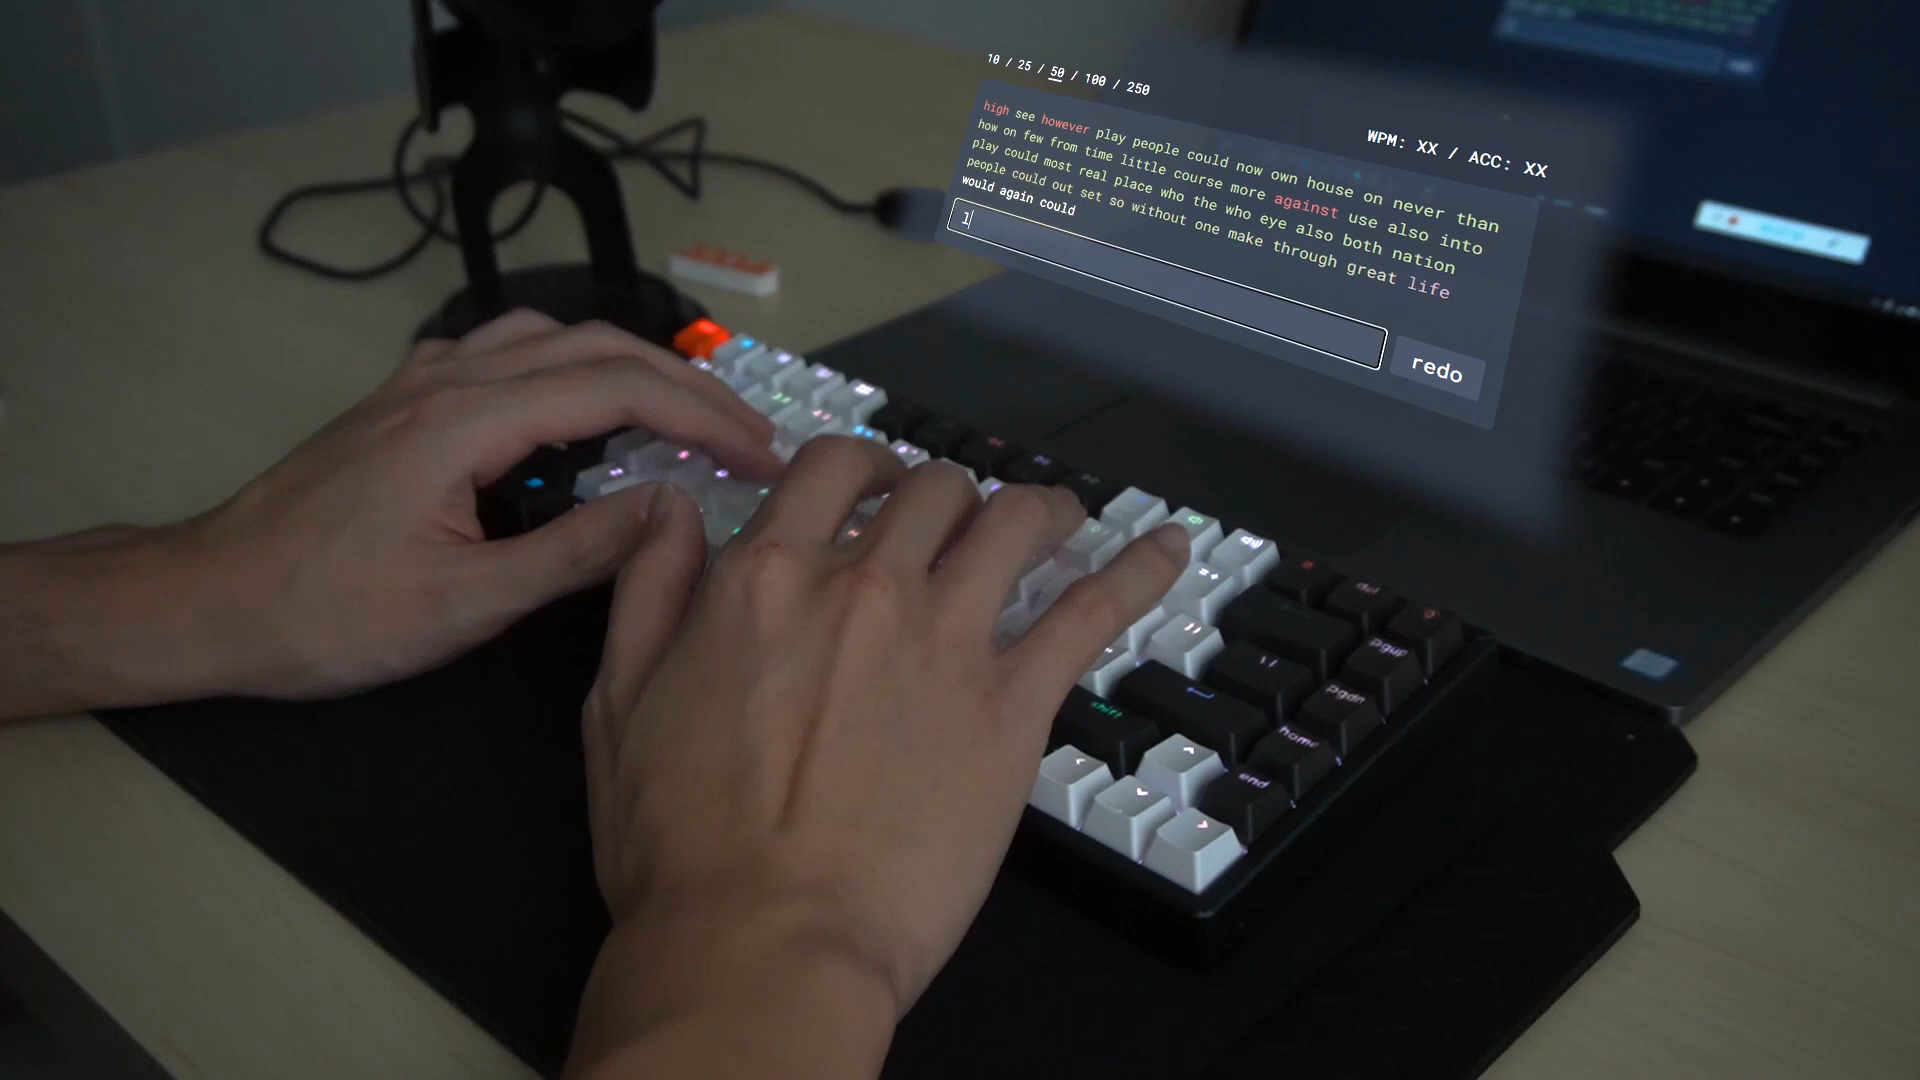 10 / 25 / 50 / 100 / 250
WPM: XX / ACC: XX
high see however play people could now own house on never than
how on few from time little course more against use also into
play could most real place who the who eye also both nation
people could out set so without one make through great life
would again could
l
redo
del
pgup
pgdn
home
end
shift